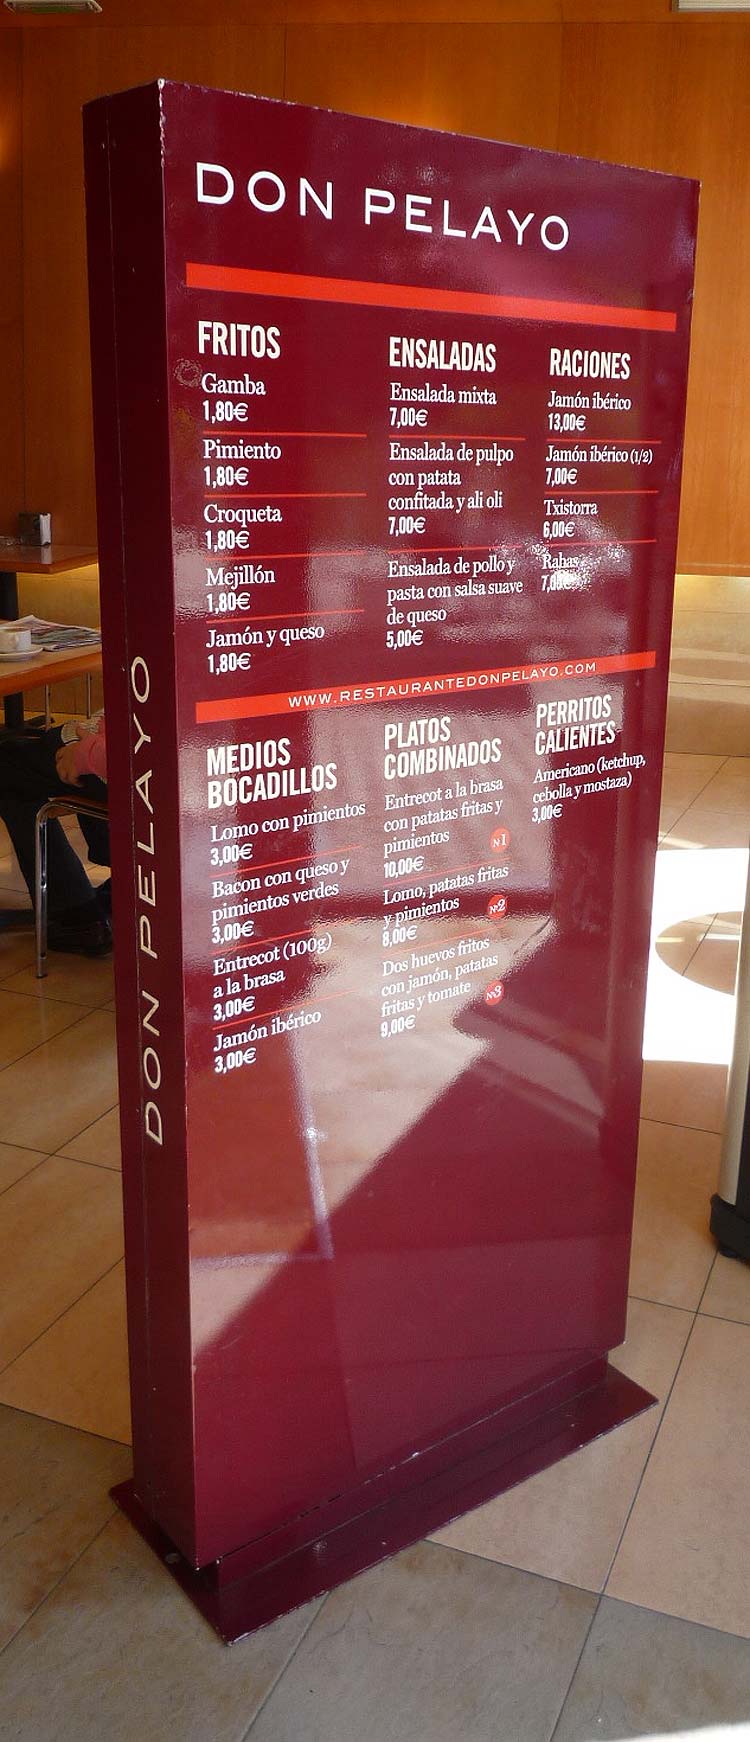 DON PELAYO
FRITOS
Gamba
1,80€
Pimiento
1,80€
Croqueta
1,80€
Mejillón
1,80€
Jamón y queso
1,80€
ENSALADAS
Ensalada mixta
7,00€
Ensalada de pulpo
con patata
confitada y ali oli
7,00€
Ensalada de pollo y
pasta con salsa suave
de queso
5,00€
RACIONES
Jamón ibérico
13,00€
Jamón ibérico (1/2)
7,00€
Txistorra
6,00€
Rabas
7,00€
WWW.RESTAURANTEDONPELAYO.COM
MEDIOS
BOCADILLOS
Lomo con pimientos
3,00€
Bacon con queso y
pimientos verdes
3,00€
Entrecot (100g)
a la brasa
3,00€
Jamón ibérico
3,00€
PLATOS
COMBINADOS
Entrecot a la brasa
con patatas fritas y
pimientos
10,00€
Nº1
Lomo, patatas fritas
y pimientos
8,00€
Nº2
Dos huevos fritos
con jamón, patatas
fritas y tomate
9,00€
Nº3
PERRITOS
CALIENTES
Americano (ketchup,
cebolla y mostaza)
3,00€
DON PELAYO